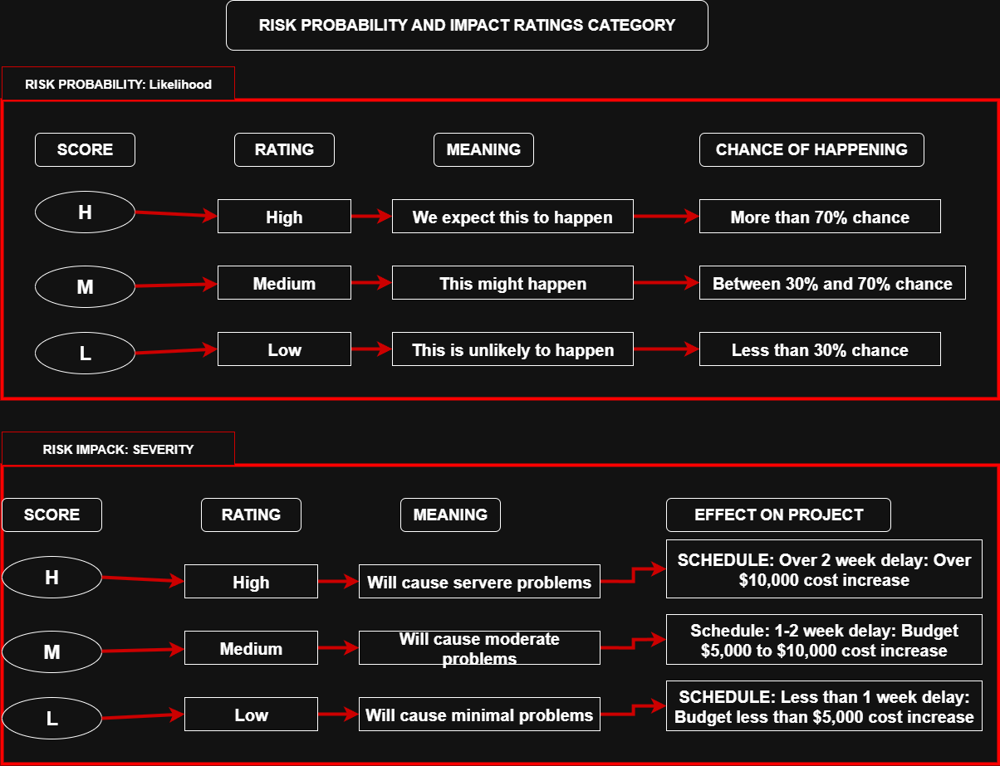 RISK PROBABILITY AND IMPACT RATINGS CATEGORY
RISK PROBABILITY: Likelihood
SCORE
RATING
MEANING
CHANCE OF HAPPENING
H
High
We expect this to happen
More than 70% chance
M
Medium
This might happen
Between 30% and 70% chance
L
Low
This is unlikely to happen
Less than 30% chance
RISK IMPACK: SEVERITY
SCORE
RATING
MEANING
EFFECT ON PROJECT
H
High
Will cause servere problems
SCHEDULE: Over 2 week delay: Over
$10,000 cost increase
M
Medium
Will cause moderate
problems
Schedule: 1-2 week delay: Budget
$5,000 to $10,000 cost increase
L
Low
Will cause minimal problems
SCHEDULE: Less than 1 week delay:
Budget less than $5,000 cost increase